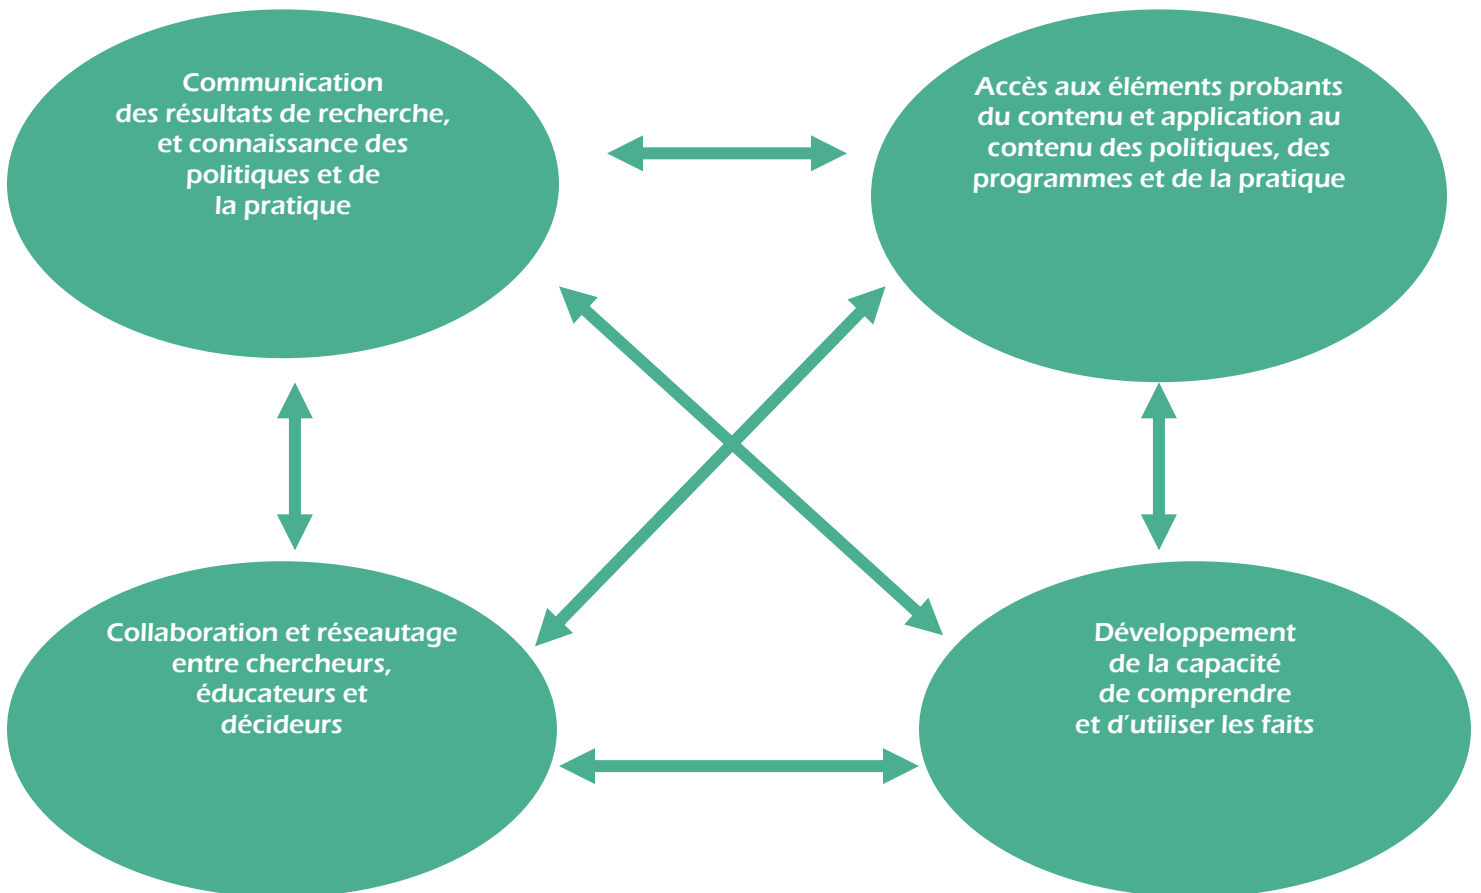 Communication
des résultats de recherche,
et connaissance des
politiques et de
la pratique
Accès aux éléments probants
du contenu et application au
contenu des politiques, des
programmes et de la pratique
Collaboration et réseautage
entre chercheurs,
éducateurs et
décideurs
Développement
de la capacité
de comprendre
et d’utiliser les faits